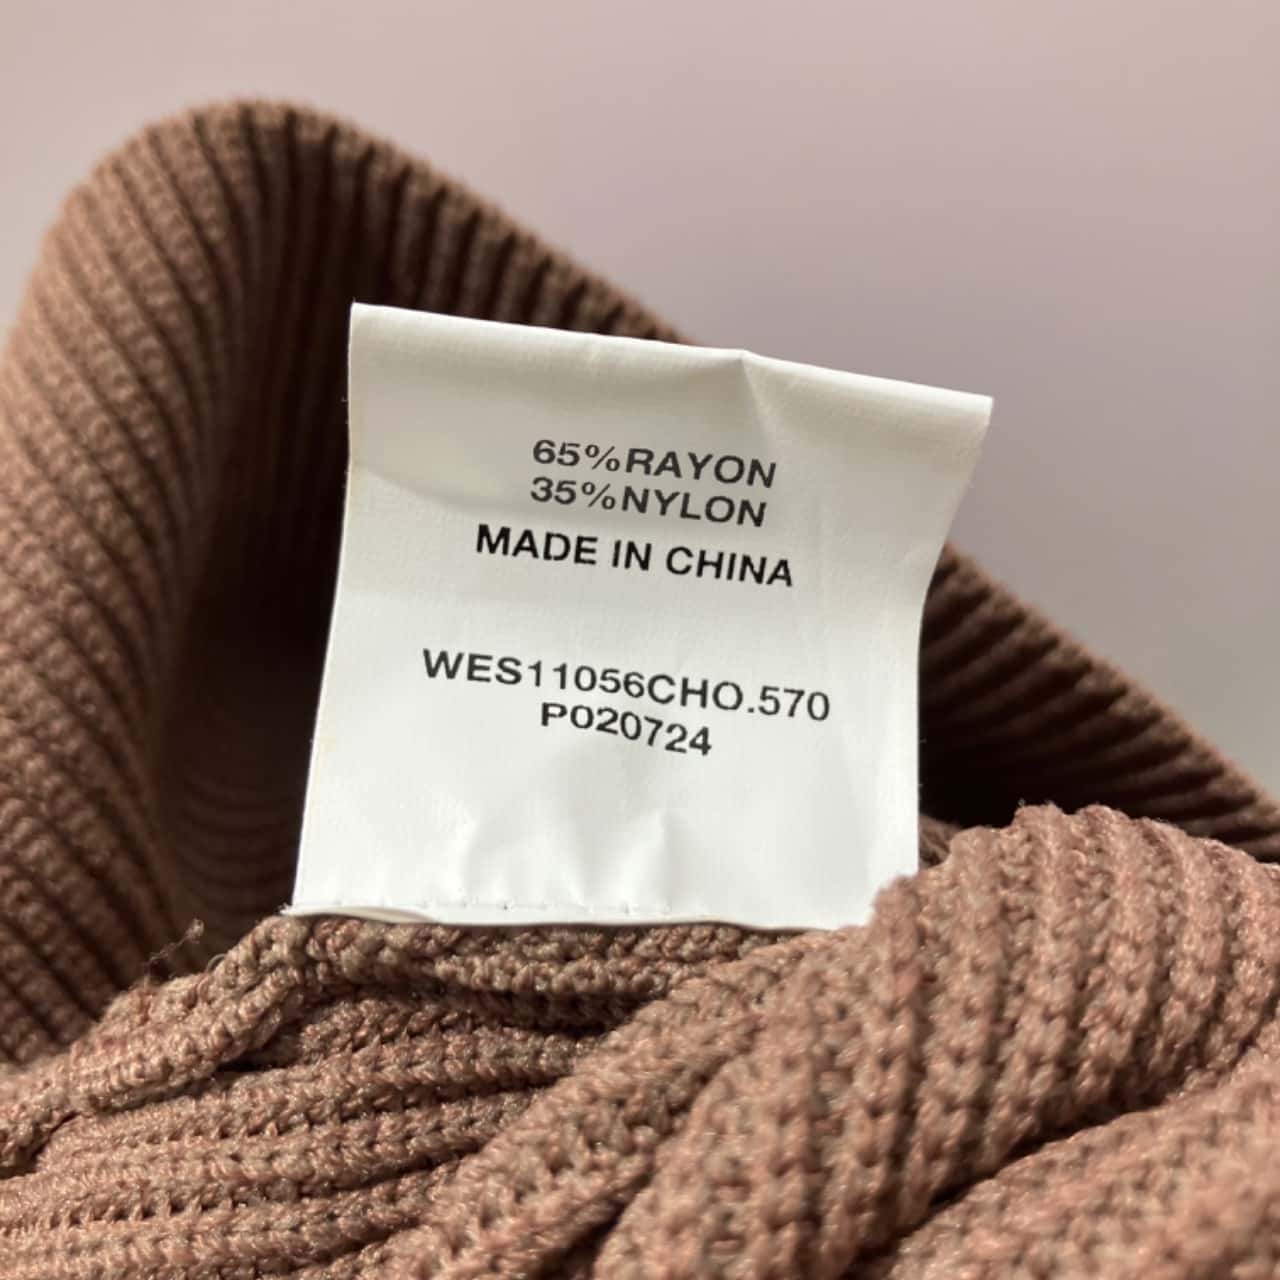 65%RAYON
35%NYLON
MADE IN CHINA
WES11056CHO.570
P020724